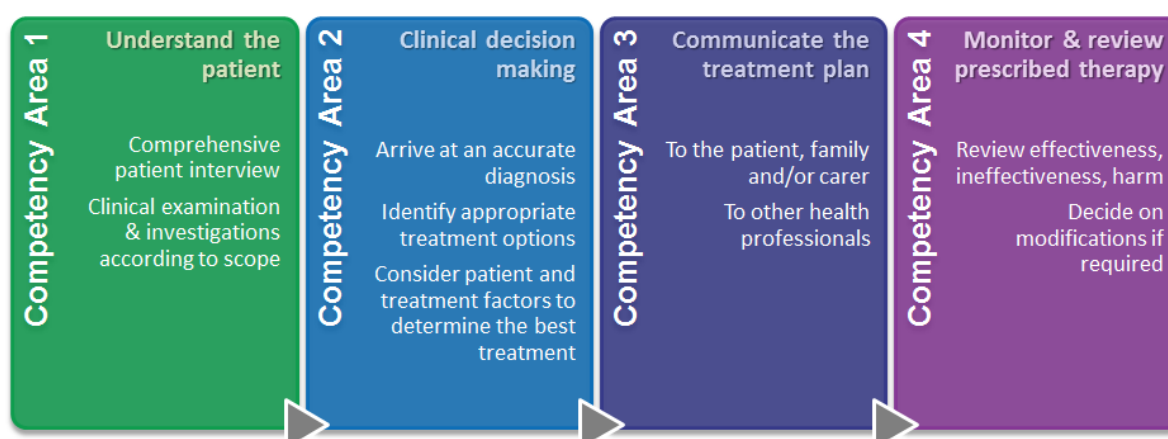 Competency Area 1
Understand the
patient
Comprehensive
patient interview
Clinical examination
& investigations
according to scope
Competency Area 2
Clinical decision
making
Arrive at an accurate
diagnosis
Identify appropriate
treatment options
Consider patient and
treatment factors to
determine the best
treatment
Competency Area 3
Communicate the
treatment plan
To the patient, family
and/or carer
To other health
professionals
Competency Area 4
Monitor & review
prescribed therapy
Review effectiveness,
ineffectiveness, harm
Decide on
modifications if
required